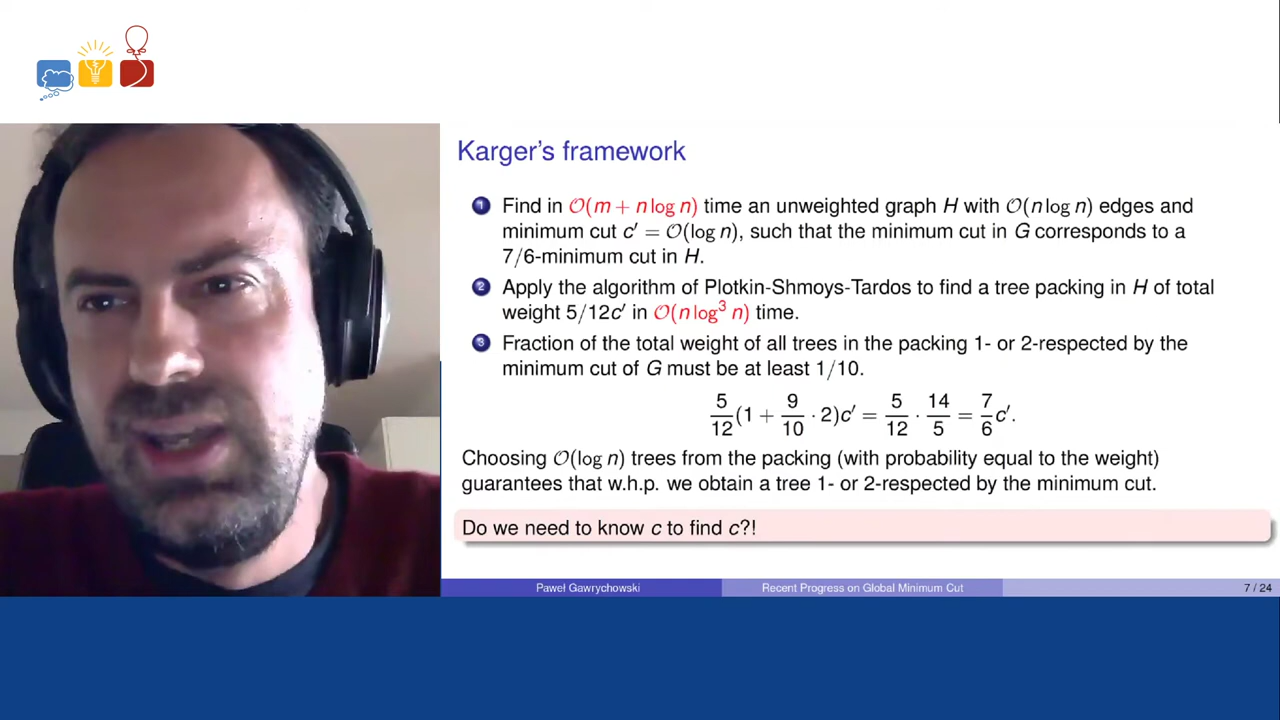 Karger's framework
1 Find in O(m + n log n) time an unweighted graph H with O(n log n) edges and
minimum cut c′ = O(log n), such that the minimum cut in G corresponds to a
7/6-minimum cut in H.
2 Apply the algorithm of Plotkin-Shmoys-Tardos to find a tree packing in H of total
weight 5/12c′ in O(n log³ n) time.
3 Fraction of the total weight of all trees in the packing 1- or 2-respected by the
minimum cut of G must be at least 1/10.
5/12(1 + 9/10 · 2)c′ = 5/12 · 14/5 = 7/6c′.
Choosing O(log n) trees from the packing (with probability equal to the weight)
guarantees that w.h.p. we obtain a tree 1- or 2-respected by the minimum cut.
Do we need to know c to find c?!
Paweł Gawrychowski Recent Progress on Global Minimum Cut 7 / 24